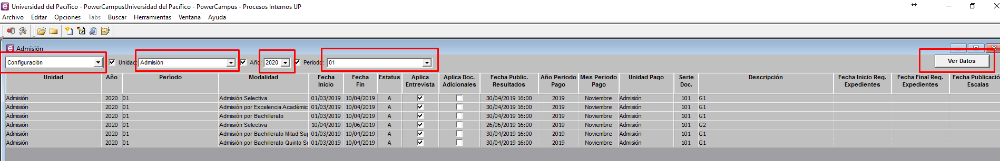 Universidad del Pacífico - PowerCampusUniversidad del Pacífico - PowerCampus - Procesos Internos UP
Archivo Editar Opciones Tabs Buscar Herramientas Ventana Ayuda
Admisión
Configuración Unidad: Admisión Año: 2020 Período: 01 Ver Datos
Unidad Año Período Modalidad Fecha Inicio Fecha Fin Estatus Aplica Entrevista Aplica Doc. Adicionales Fecha Public. Resultados Año Periodo Pago Mes Periodo Pago Unidad Pago Serie Doc. Descripción Fecha Inicio Reg. Expedientes Fecha Final Reg. Expedientes Fecha Publicació Escalas
Admisión 2020 01 Admisión Selectiva 01/03/2019 10/04/2019 A 30/04/2019 16:00 2019 Noviembre Admisión 101 G1
Admisión 2020 01 Admisión por Excelencia Académic 01/03/2019 10/04/2019 A 30/04/2019 16:00 2019 Noviembre Admisión 101 G1
Admisión 2020 01 Admisión por Bachillerato 01/03/2019 10/04/2019 A 30/04/2019 16:00 2019 Noviembre Admisión 101 G1
Admisión 2020 01 Admisión Selectiva 10/04/2019 10/06/2019 A 26/06/2019 16:00 2019 Noviembre Admisión 101 G2
Admisión 2020 01 Admisión por Bachillerato Mitad Sup 01/03/2019 10/04/2019 A 30/04/2019 16:00 2019 Noviembre Admisión 101 G1
Admisión 2020 01 Admisión por Bachillerato Quinto Su 01/03/2019 10/04/2019 A 30/04/2019 16:00 2019 Noviembre Admisión 101 G1